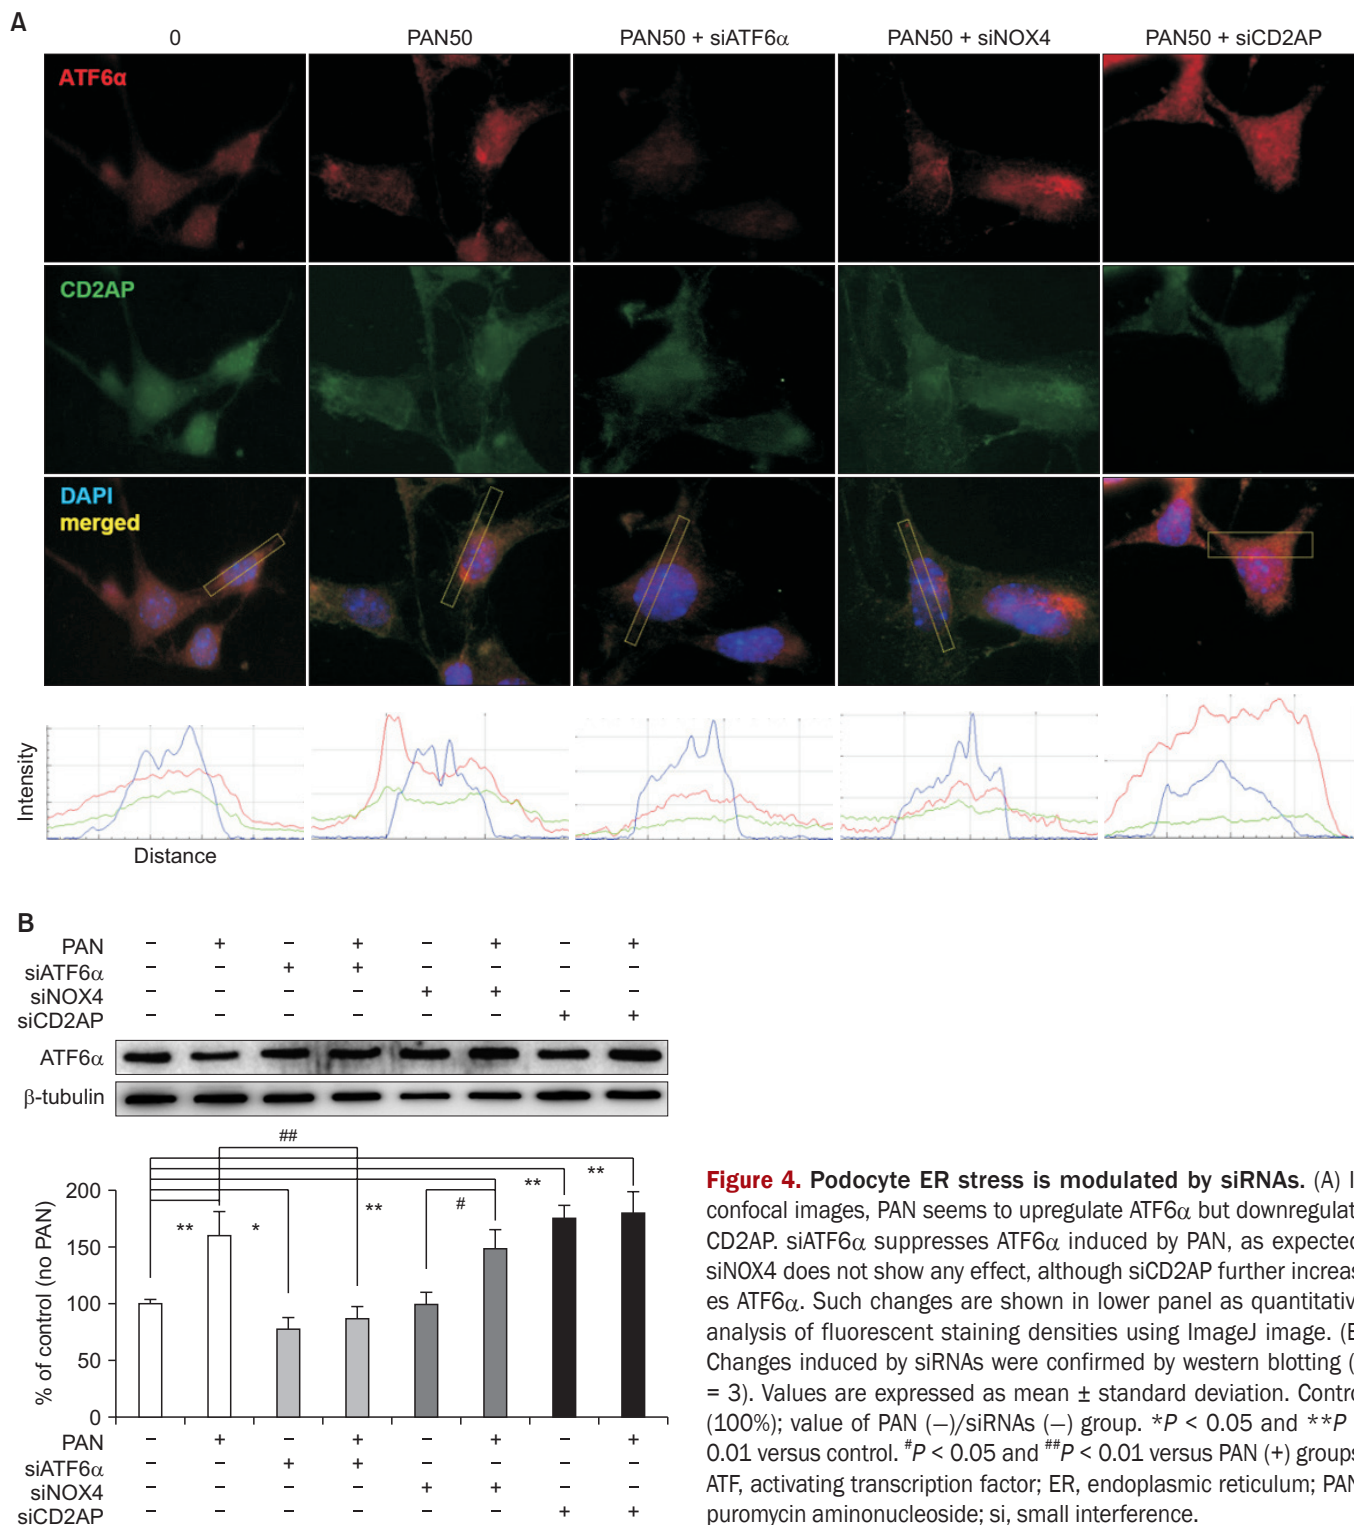 A
0 PAN50 PAN50 + siATF6α PAN50 + siNOX4 PAN50 + siCD2AP
ATF6α
CD2AP
DAPI
merged
Intensity
Distance
B
PAN – + – + – + – +
siATF6α – – + + – – – –
siNOX4 – – – – + + – –
siCD2AP – – – – – – + +
ATF6α
β-tubulin
##
**
200 ** * ** # **
150
100
50
0
% of control (no PAN)
PAN – + – + – + – +
siATF6α – – + + – – – –
siNOX4 – – – – + + – –
siCD2AP – – – – – – + +
Figure 4. Podocyte ER stress is modulated by siRNAs. (A)
confocal images, PAN seems to upregulate ATF6α but downregulat
CD2AP. siATF6α suppresses ATF6α induced by PAN, as expected
siNOX4 does not show any effect, although siCD2AP further increas
es ATF6α. Such changes are shown in lower panel as quantitativ
analysis of fluorescent staining densities using ImageJ image.
Changes induced by siRNAs were confirmed by western blotting (
= 3). Values are expressed as mean ± standard deviation. Contro
(100%); value of PAN (–)/siRNAs (–) group. *P < 0.05 and **P
0.01 versus control. #P < 0.05 and ##P < 0.01 versus PAN (+) groups
ATF, activating transcription factor; ER, endoplasmic reticulum; PAN
puromycin aminonucleoside; si, small interference.